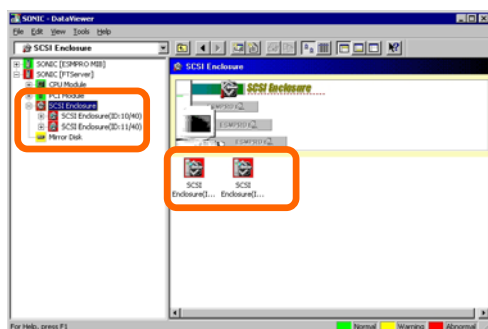 SONIC - DataViewer
File Edit View Tools Help
SCSI Enclosure
SONIC [ESMPRO MIB]
SONIC [FTServer]
CPU Module
PCI Module
SCSI Enclosure
SCSI Enclosure(ID:10/40)
SCSI Enclosure(ID:11/40)
Mirror Disk
SCSI Enclosure
SCSI Enclosure
ESMPRO
ESMPRO
SCSI
Enclosure(I...
SCSI
Enclosure(I...
For Help, press F1
Normal
Warning
Abnormal